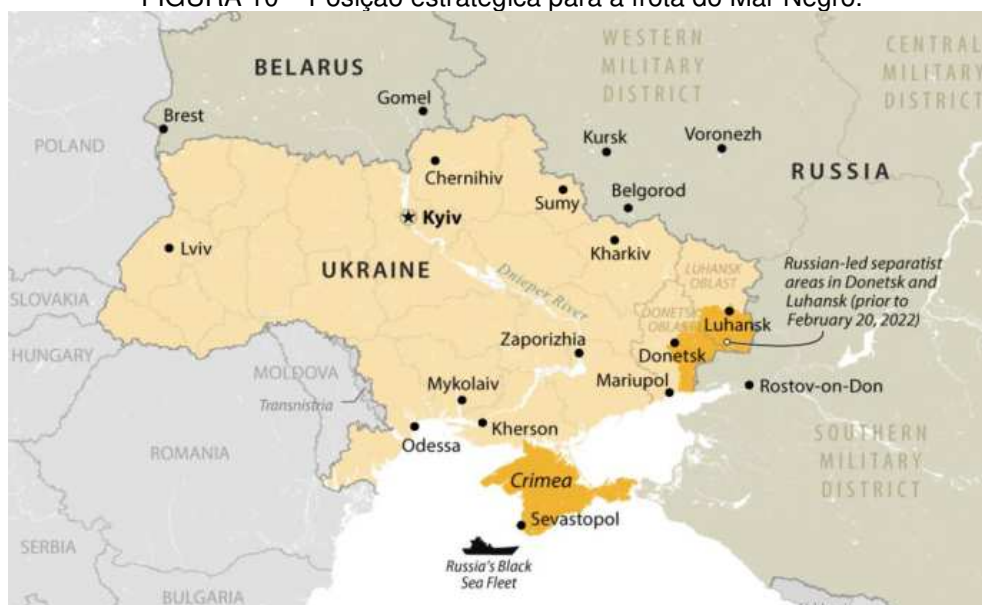 FIGURA 10 – Posição estratégica para a frota do Mar Negro.
WESTERN
MILITARY
DISTRICT
CENTRAL
MILITARY
DISTRICT
BELARUS
Gomel
Brest
POLAND
Kursk
Voronezh
RUSSIA
Chernihiv
Sumy
Belgorod
Kyiv
Lviv
Kharkiv
UKRAINE
Dnieper River
LUHANSK
OBLAST
Russian-led separatist
areas in Donetsk and
Luhansk (prior to
February 20, 2022)
SLOVAKIA
DONETSK
OBLAST
Luhansk
Zaporizhia
Donetsk
HUNGARY
MOLDOVA
Transnistria
Mykolaiv
Mariupol
Rostov-on-Don
Kherson
Odessa
ROMANIA
SOUTHERN
MILITARY
DISTRICT
Crimea
Sevastopol
SERBIA
Russia's Black
Sea Fleet
BULGARIA